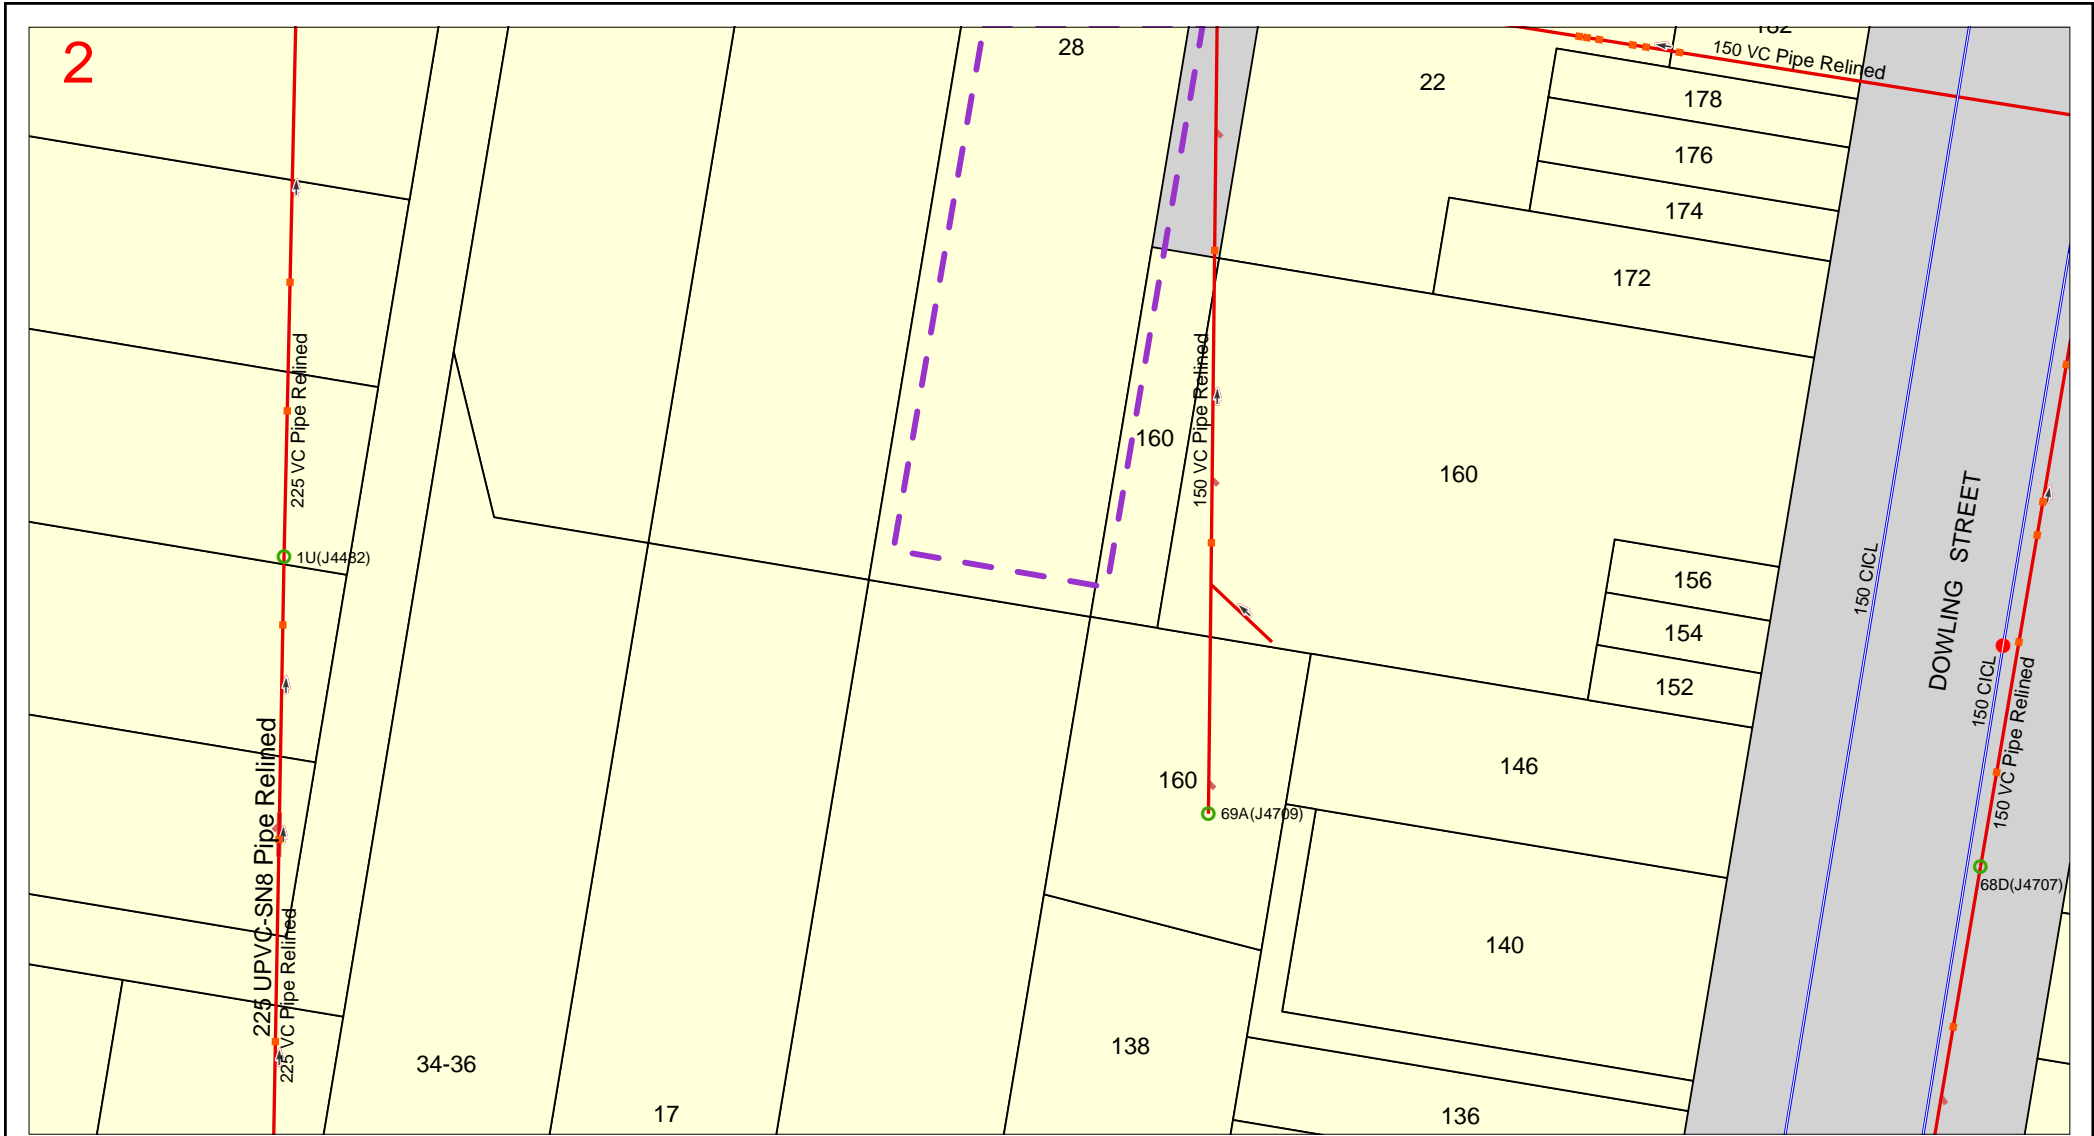 2
28
22
182
150 VC Pipe Relined
178
176
174
172
225 VC Pipe Relined
150 VC Pipe Relined
160
160
1U(J4482)
156
154
152
150 CICL
DOWLING STREET
150 CICL
150 VC Pipe Relined
160
69A(J4709)
146
68D(J4707)
225 UPVC-SN8 Pipe Relined
225 VC Pipe Relined
140
138
34-36
17
136